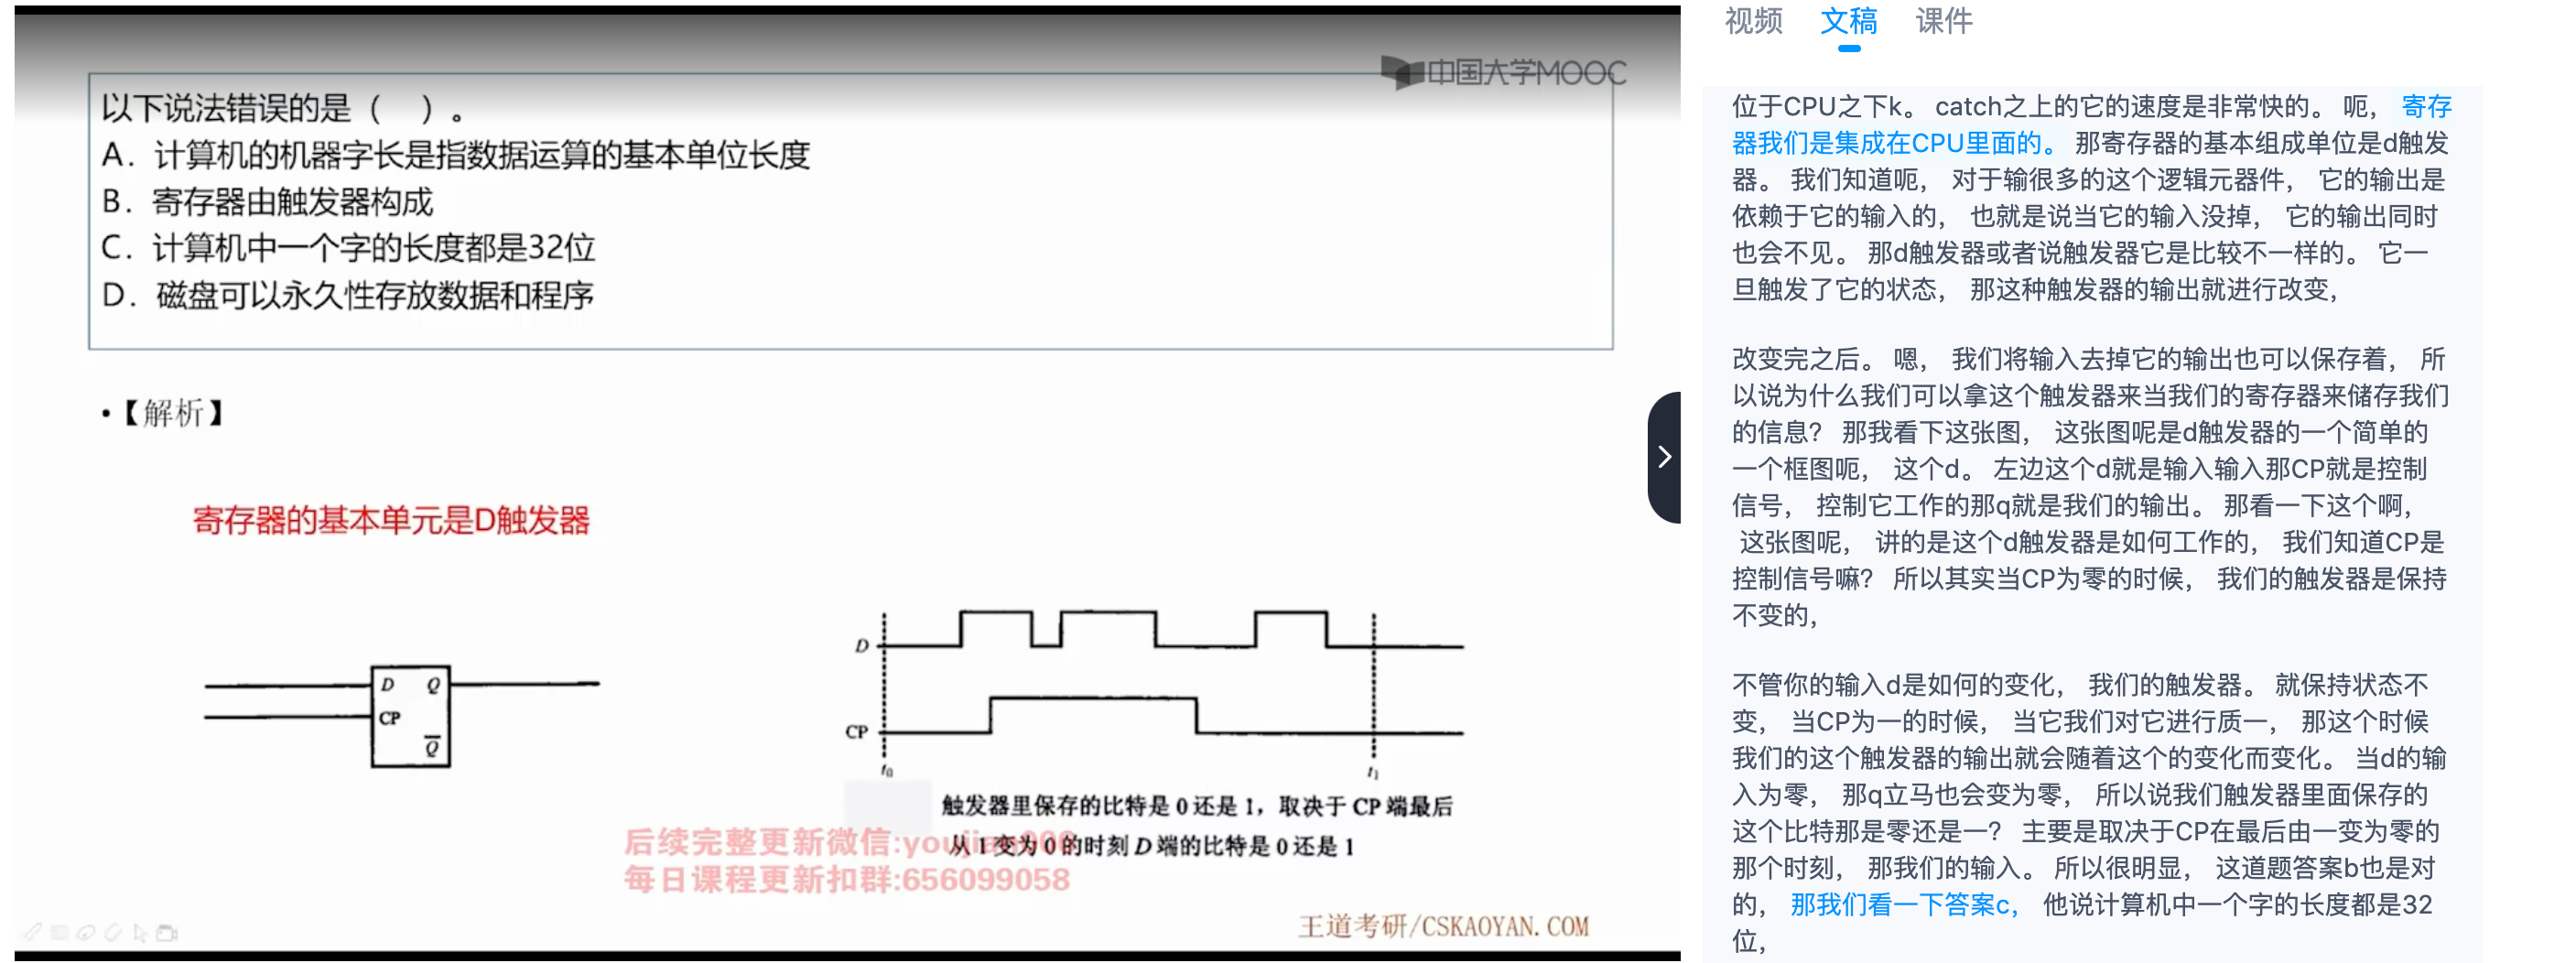 中国大学MOOC
以下说法错误的是（　）。
A. 计算机的机器字长是指数据运算的基本单位长度
B. 寄存器由触发器构成
C. 计算机中一个字的长度都是32位
D. 磁盘可以永久性存放数据和程序
•【解析】
寄存器的基本单元是D触发器
D Q
CP
Q
D
CP
t0 t1
触发器里保存的比特是 0 还是 1，取决于 CP 端最后
从 1 变为 0 的时刻 D 端的比特是 0 还是 1
后续完整更新微信:
每日课程更新扣群:656099058
王道考研/CSKAOYAN.COM
视频 文稿 课件
位于CPU之下k。 catch之上的它的速度是非常快的。 呃， 寄存
器我们是集成在CPU里面的。 那寄存器的基本组成单位是d触发
器。 我们知道呃， 对于输很多的这个逻辑元器件， 它的输出是
依赖于它的输入的， 也就是说当它的输入没掉， 它的输出同时
也会不见。 那d触发器或者说触发器它是比较不一样的。 它一
旦触发了它的状态， 那这种触发器的输出就进行改变，
改变完之后。 嗯， 我们将输入去掉它的输出也可以保存着， 所
以说为什么我们可以拿这个触发器来当我们的寄存器来储存我们
的信息？ 那我看下这张图， 这张图呢是d触发器的一个简单的
一个框图呃， 这个d。 左边这个d就是输入输入那CP就是控制
信号， 控制它工作的那q就是我们的输出。 那看一下这个啊，
这张图呢， 讲的是这个d触发器是如何工作的， 我们知道CP是
控制信号嘛？ 所以其实当CP为零的时候， 我们的触发器是保持
不变的，
不管你的输入d是如何的变化， 我们的触发器。 就保持状态不
变， 当CP为一的时候， 当它我们对它进行质一， 那这个时候
我们的这个触发器的输出就会随着这个的变化而变化。 当d的输
入为零， 那q立马也会变为零， 所以说我们触发器里面保存的
这个比特那是零还是一？ 主要是取决于CP在最后由一变为零的
那个时刻， 那我们的输入。 所以很明显， 这道题答案b也是对
的， 那我们看一下答案c， 他说计算机中一个字的长度都是32
位，